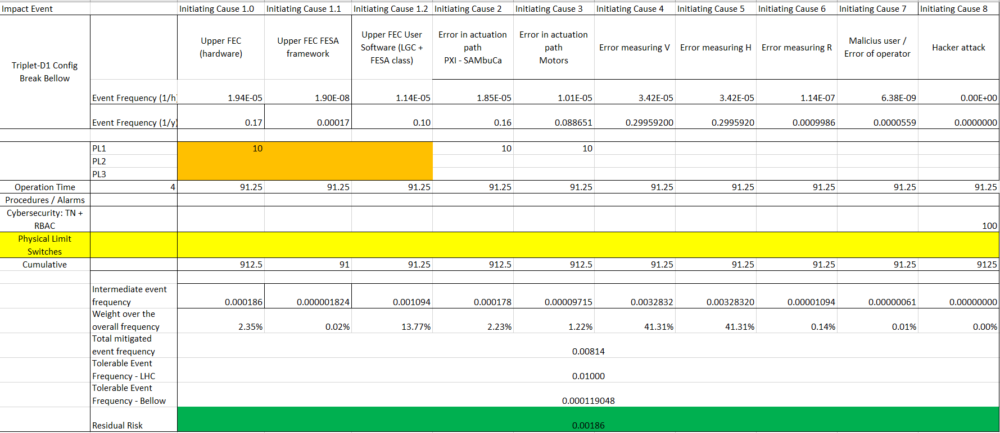 Impact Event Initiating Cause 1.0 Initiating Cause 1.1 Initiating Cause 1.2 Initiating Cause 2 Initiating Cause 3 Initiating Cause 4 Initiating Cause 5 Initiating Cause 6 Initiating Cause 7 Initiating Cause 8
Triplet-D1 Config
Break Bellow
Upper FEC
(hardware)
Upper FEC FESA
framework
Upper FEC User
Software (LGC +
FESA class)
Error in actuation
path
PXI - SAMbuCa
Error in actuation
path
Motors
Error measuring V
Error measuring H
Error measuring R
Malicius user /
Error of operator
Hacker attack
Event Frequency (1/h) 1.94E-05 1.90E-08 1.14E-05 1.85E-05 1.01E-05 3.42E-05 3.42E-05 1.14E-07 6.38E-09 0.00E+00
Event Frequency (1/y) 0.17 0.00017 0.10 0.16 0.088651 0.29959200 0.2995920 0.0009986 0.0000559 0.0000000
PL1 10 10 10
PL2
PL3
Operation Time 4 91.25 91.25 91.25 91.25 91.25 91.25 91.25 91.25 91.25 91.25
Procedures / Alarms
Cybersecurity: TN +
RBAC 100
Physical Limit
Switches
Cumulative 912.5 91 91.25 912.5 912.5 91.25 91.25 91.25 91.25 9125
Intermediate event
frequency 0.000186 0.000001824 0.001094 0.000178 0.00009715 0.0032832 0.00328320 0.00001094 0.00000061 0.00000000
Weight over the
overall frequency 2.35% 0.02% 13.77% 2.23% 1.22% 41.31% 41.31% 0.14% 0.01% 0.00%
Total mitigated
event frequency 0.00814
Tolerable Event
Frequency - LHC 0.01000
Tolerable Event
Frequency - Bellow 0.000119048
Residual Risk 0.00186